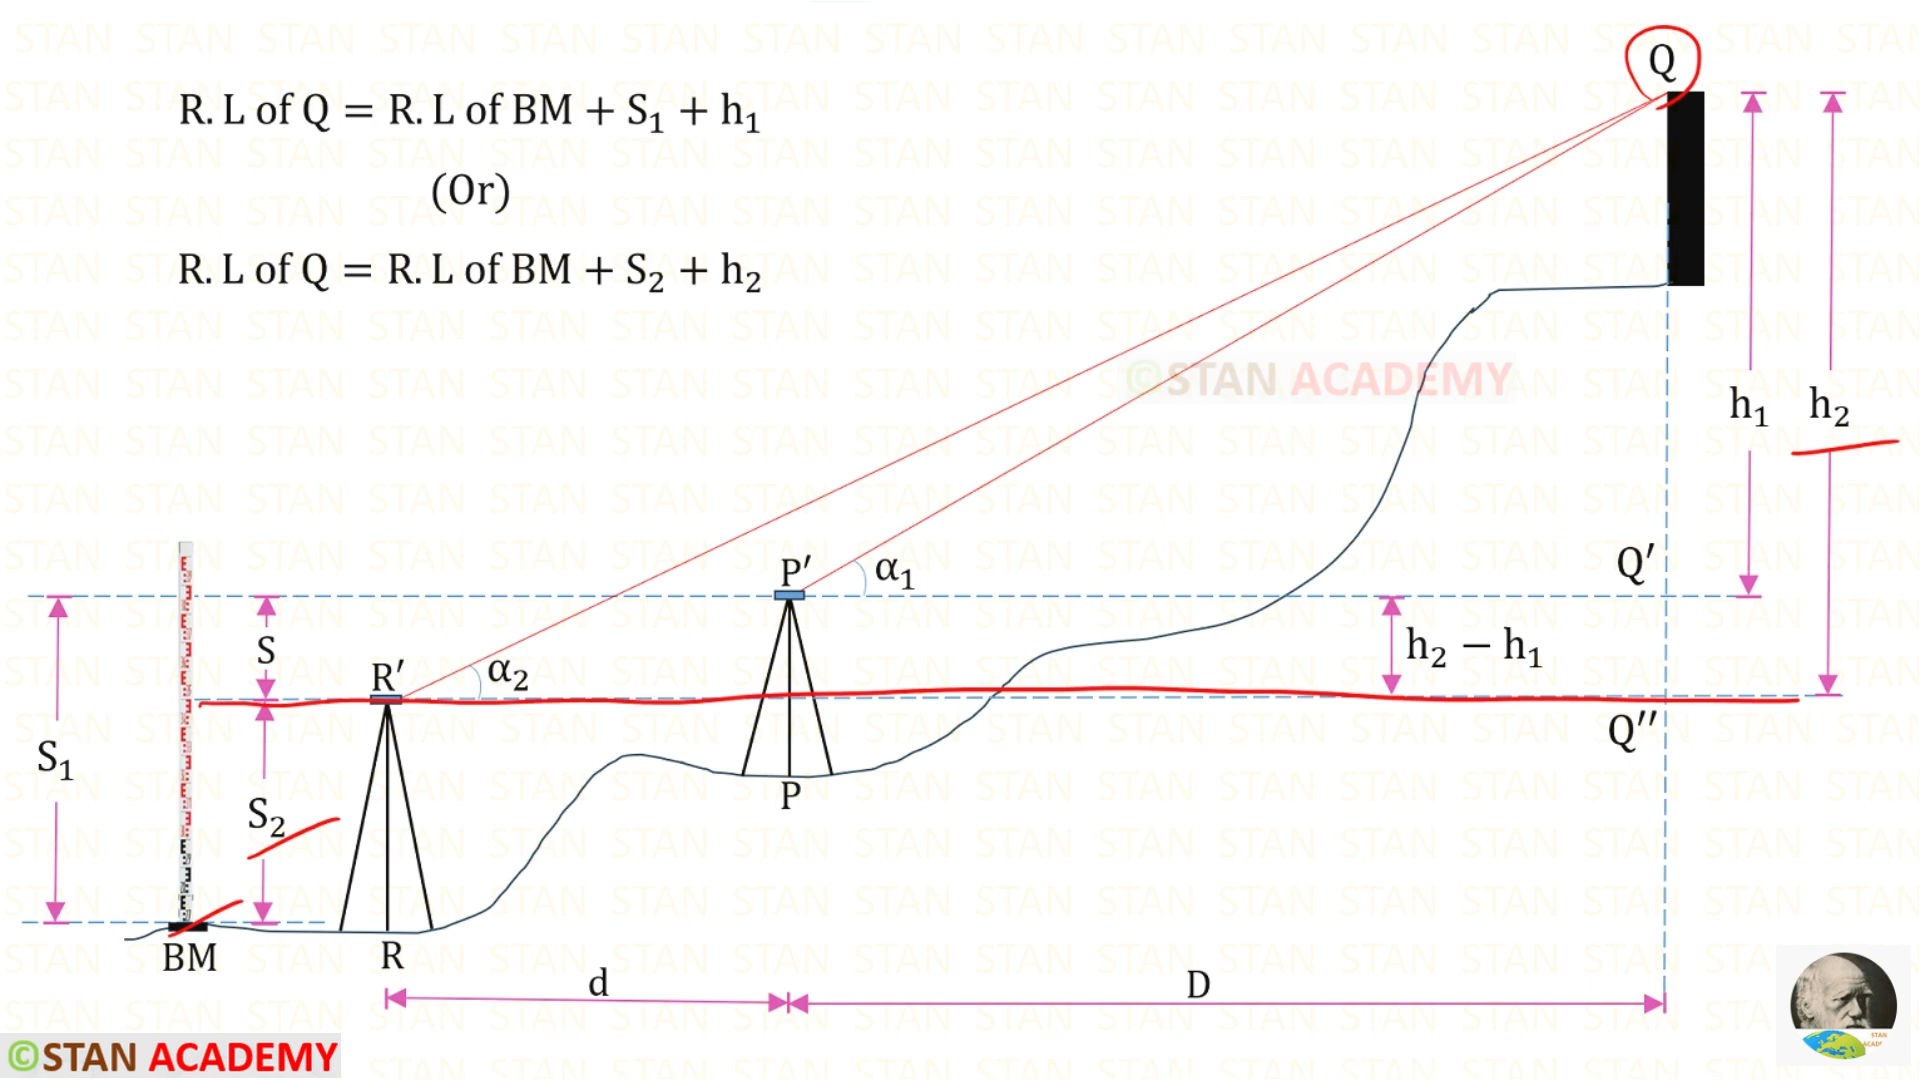 Q
R. L of Q = R. L of BM + S₁ + h₁
(Or)
R. L of Q = R. L of BM + S₂ + h₂
©STAN ACADEMY
h₁ h₂
Q′
P′ α₁
S
R′ α₂
h₂ − h₁
Q″
S₁
S₂
P
BM
R
d
D
©STAN ACADEMY